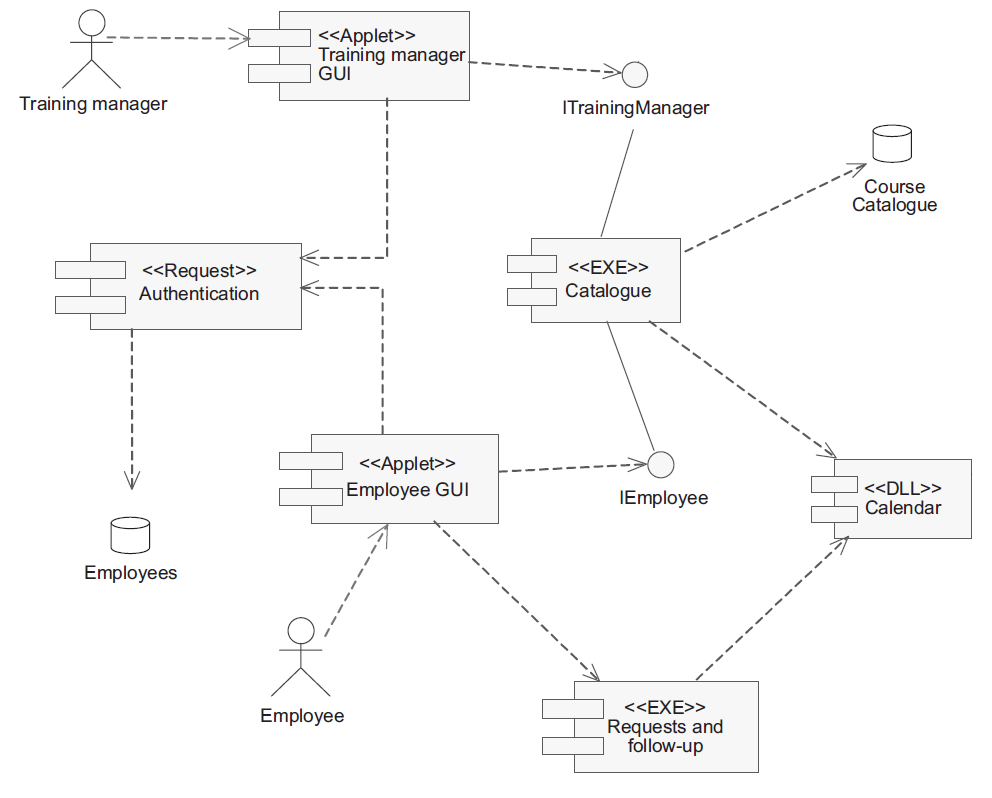 <<Applet>>
Training manager
GUI
Training manager
ITrainingManager
Course
Catalogue
<<Request>>
Authentication
<<EXE>>
Catalogue
<<Applet>>
Employee GUI
IEmployee
<<DLL>>
Calendar
Employees
Employee
<<EXE>>
Requests and
follow-up